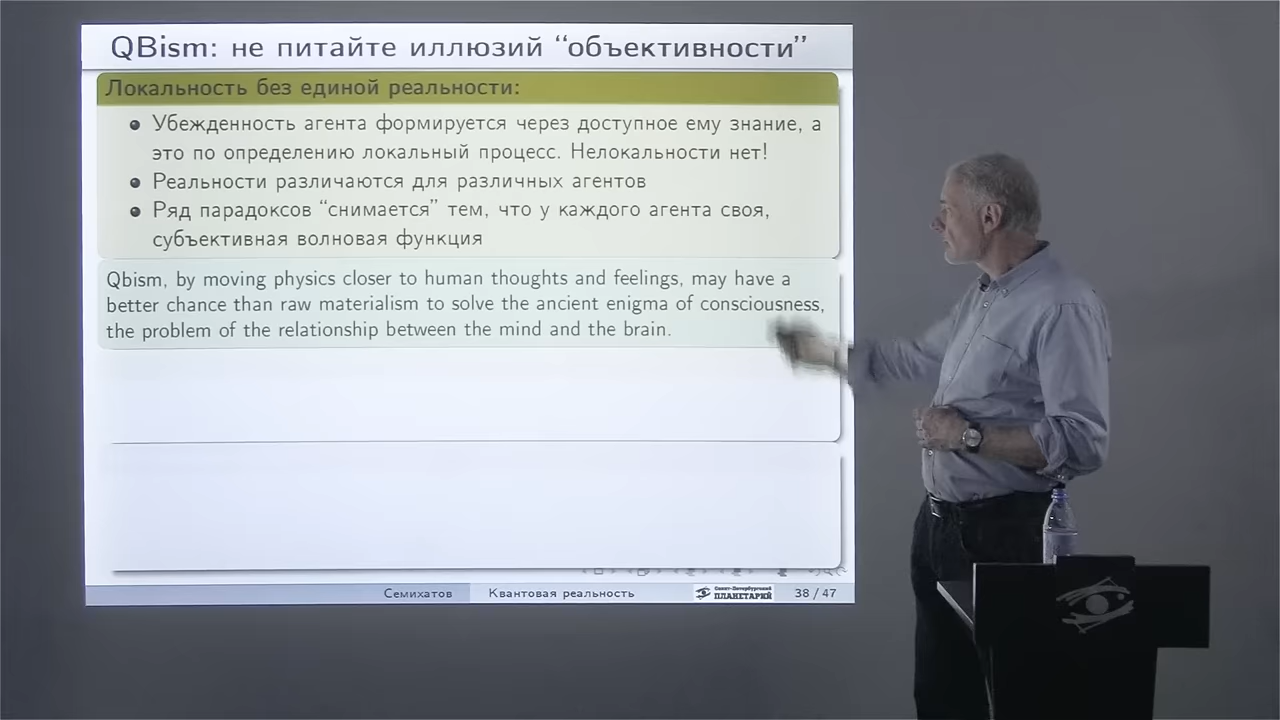 QBism: не питайте иллюзий “объективности”
Локальность без единой реальности:
Убежденность агента формируется через доступное ему знание, а
это по определению локальный процесс. Нелокальности нет!
Реальности различаются для различных агентов
Ряд парадоксов “снимается” тем, что у каждого агента своя,
субъективная волновая функция
Qbism, by moving physics closer to human thoughts and feelings, may have a
better chance than raw materialism to solve the ancient enigma of consciousness,
the problem of the relationship between the mind and the brain.
Семихатов
Квантовая реальность
Санкт-Петербургский
ПЛАНЕТАРИЙ
38 / 47